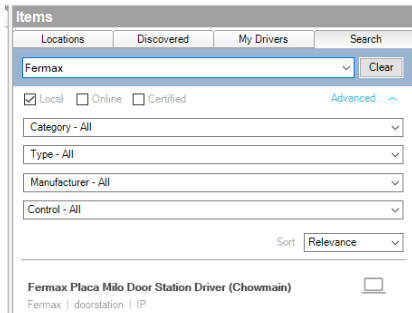 Items
Locations Discovered My Drivers Search
Fermax Clear
Local Online Certified Advanced
Category - All
Type - All
Manufacturer - All
Control - All
Sort Relevance
Fermax Placa Milo Door Station Driver (Chowmain)
Fermax | doorstation | IP